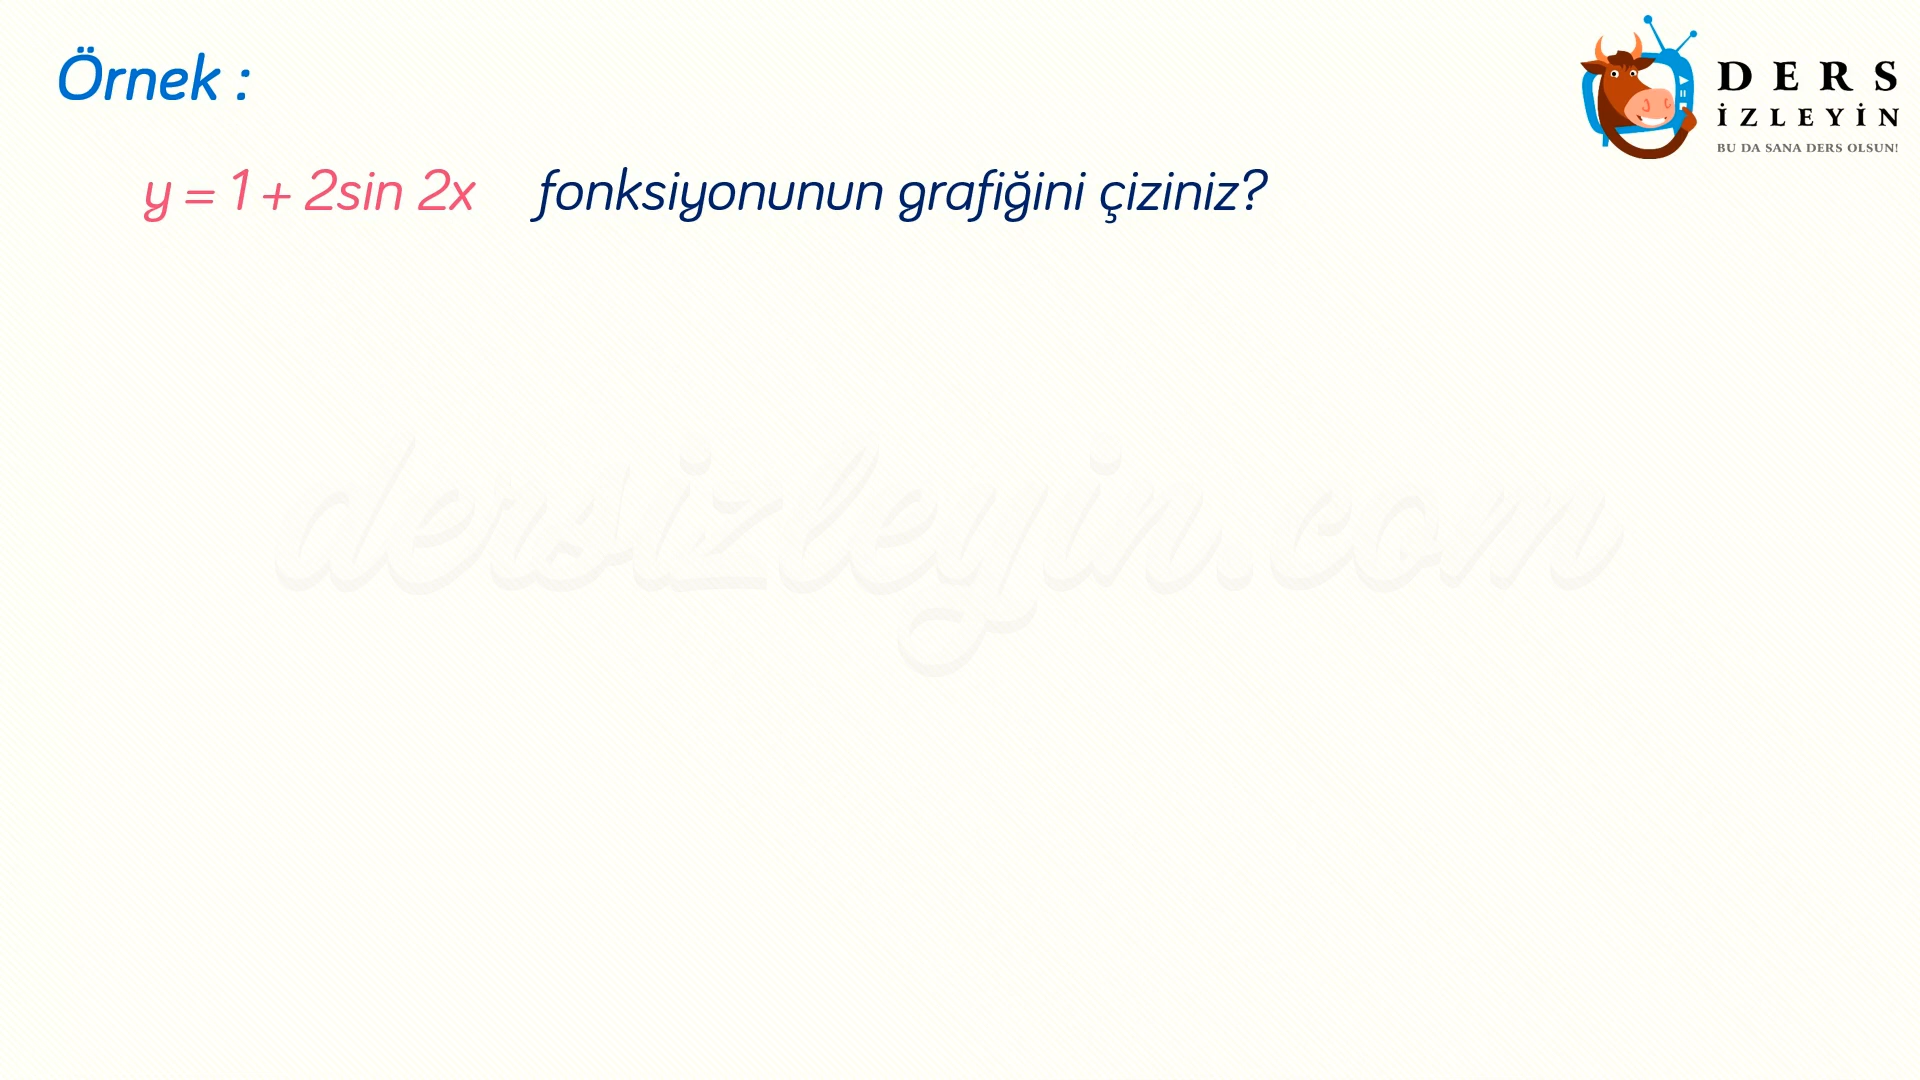 Örnek :
DERS
İZLEYİN
BU DA SANA DERS OLSUN!
y = 1 + 2sin 2x fonksiyonunun grafiğini çiziniz?
dersizleyin.com